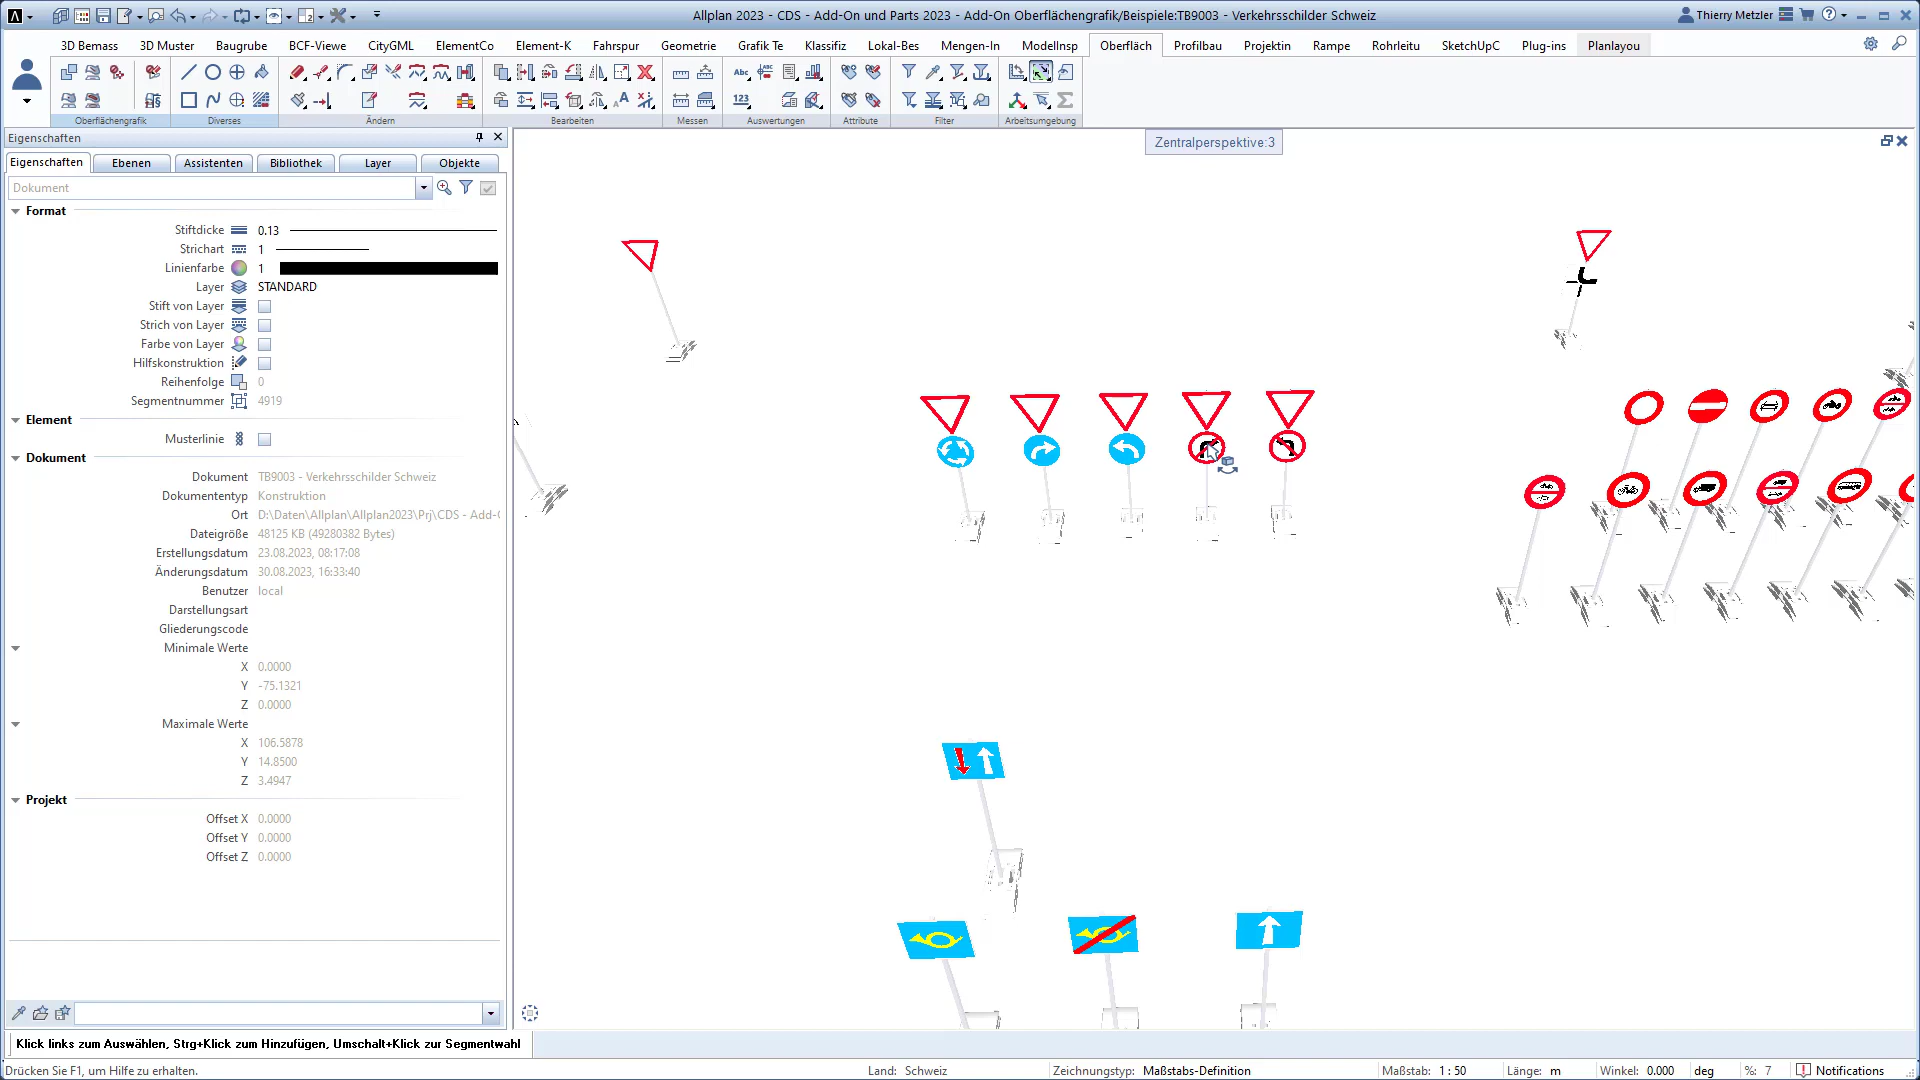 Allplan 2023 - CDS - Add-On und Parts 2023 - Add-On Oberflächengrafik/Beispiele:TB9003 - Verkehrsschilder Schweiz
Thierry Metzler
3D Bemass 3D Muster Baugrube BCF-Viewe CityGML ElementCo Element-K Fahrspur Geometrie Grafik Te Klassifiz Lokal-Bes Mengen-In Modellnsp Oberfläch Profilbau Projektin Rampe Rohrleitu SketchUpC Plug-ins Planlayou
Abc ABC
123 A
Oberflächengrafik Diverses Ändern Bearbeiten Messen Auswertungen Attribute Filter Arbeitsumgebung
Eigenschaften
Zentralperspektive:3
Eigenschaften Ebenen Assistenten Bibliothek Layer Objekte
Dokument
Format
Stiftdicke 0.13
Strichart 1
Linienfarbe 1
Layer STANDARD
Stift von Layer
Strich von Layer
Farbe von Layer
Hilfskonstruktion
Reihenfolge 0
Segmentnummer 4919
Element
Musterlinie
Dokument
Dokument TB9003 - Verkehrsschilder Schweiz
Dokumententyp Konstruktion
Ort D:\Daten\Allplan\Allplan2023\Prj\CDS - Add-
Dateigröße 48125 KB (49280382 Bytes)
Erstellungsdatum 23.08.2023, 08:17:08
Änderungsdatum 30.08.2023, 16:33:40
Benutzer local
Darstellungsart
Gliederungscode
Minimale Werte
X 0.0000
Y -75.1321
Z 0.0000
Maximale Werte
X 106.5878
Y 14.8500
Z 3.4947
Projekt
Offset X 0.0000
Offset Y 0.0000
Offset Z 0.0000
Klick links zum Auswählen, Strg+Klick zum Hinzufügen, Umschalt+Klick zur Segmentwahl
Drücken Sie F1, um Hilfe zu erhalten.
Land: Schweiz Zeichnungstyp: Maßstabs-Definition Maßstab: 1 : 50 Länge: m Winkel: 0.000 deg %: 7 Notifications